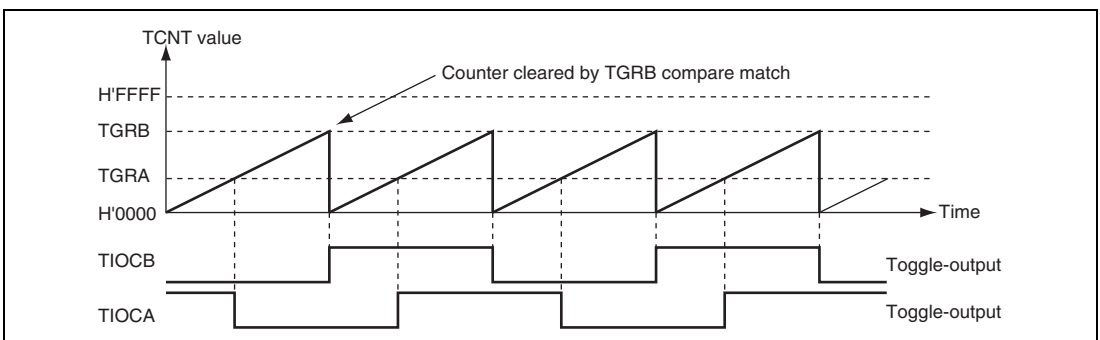 TCNT value
Counter cleared by TGRB compare match
H'FFFF
TGRB
TGRA
H'0000
Time
TIOCB
Toggle-output
TIOCA
Toggle-output